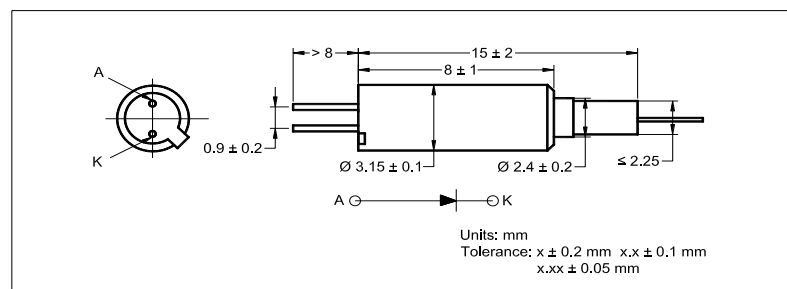 > 8
15 ± 2
8 ± 1
A
K
0.9 ± 0.2
Ø 3.15 ± 0.1
Ø 2.4 ± 0.2
≤ 2.25
A
K
Units: mm
Tolerance: x ± 0.2 mm x.x ± 0.1 mm
x.xx ± 0.05 mm